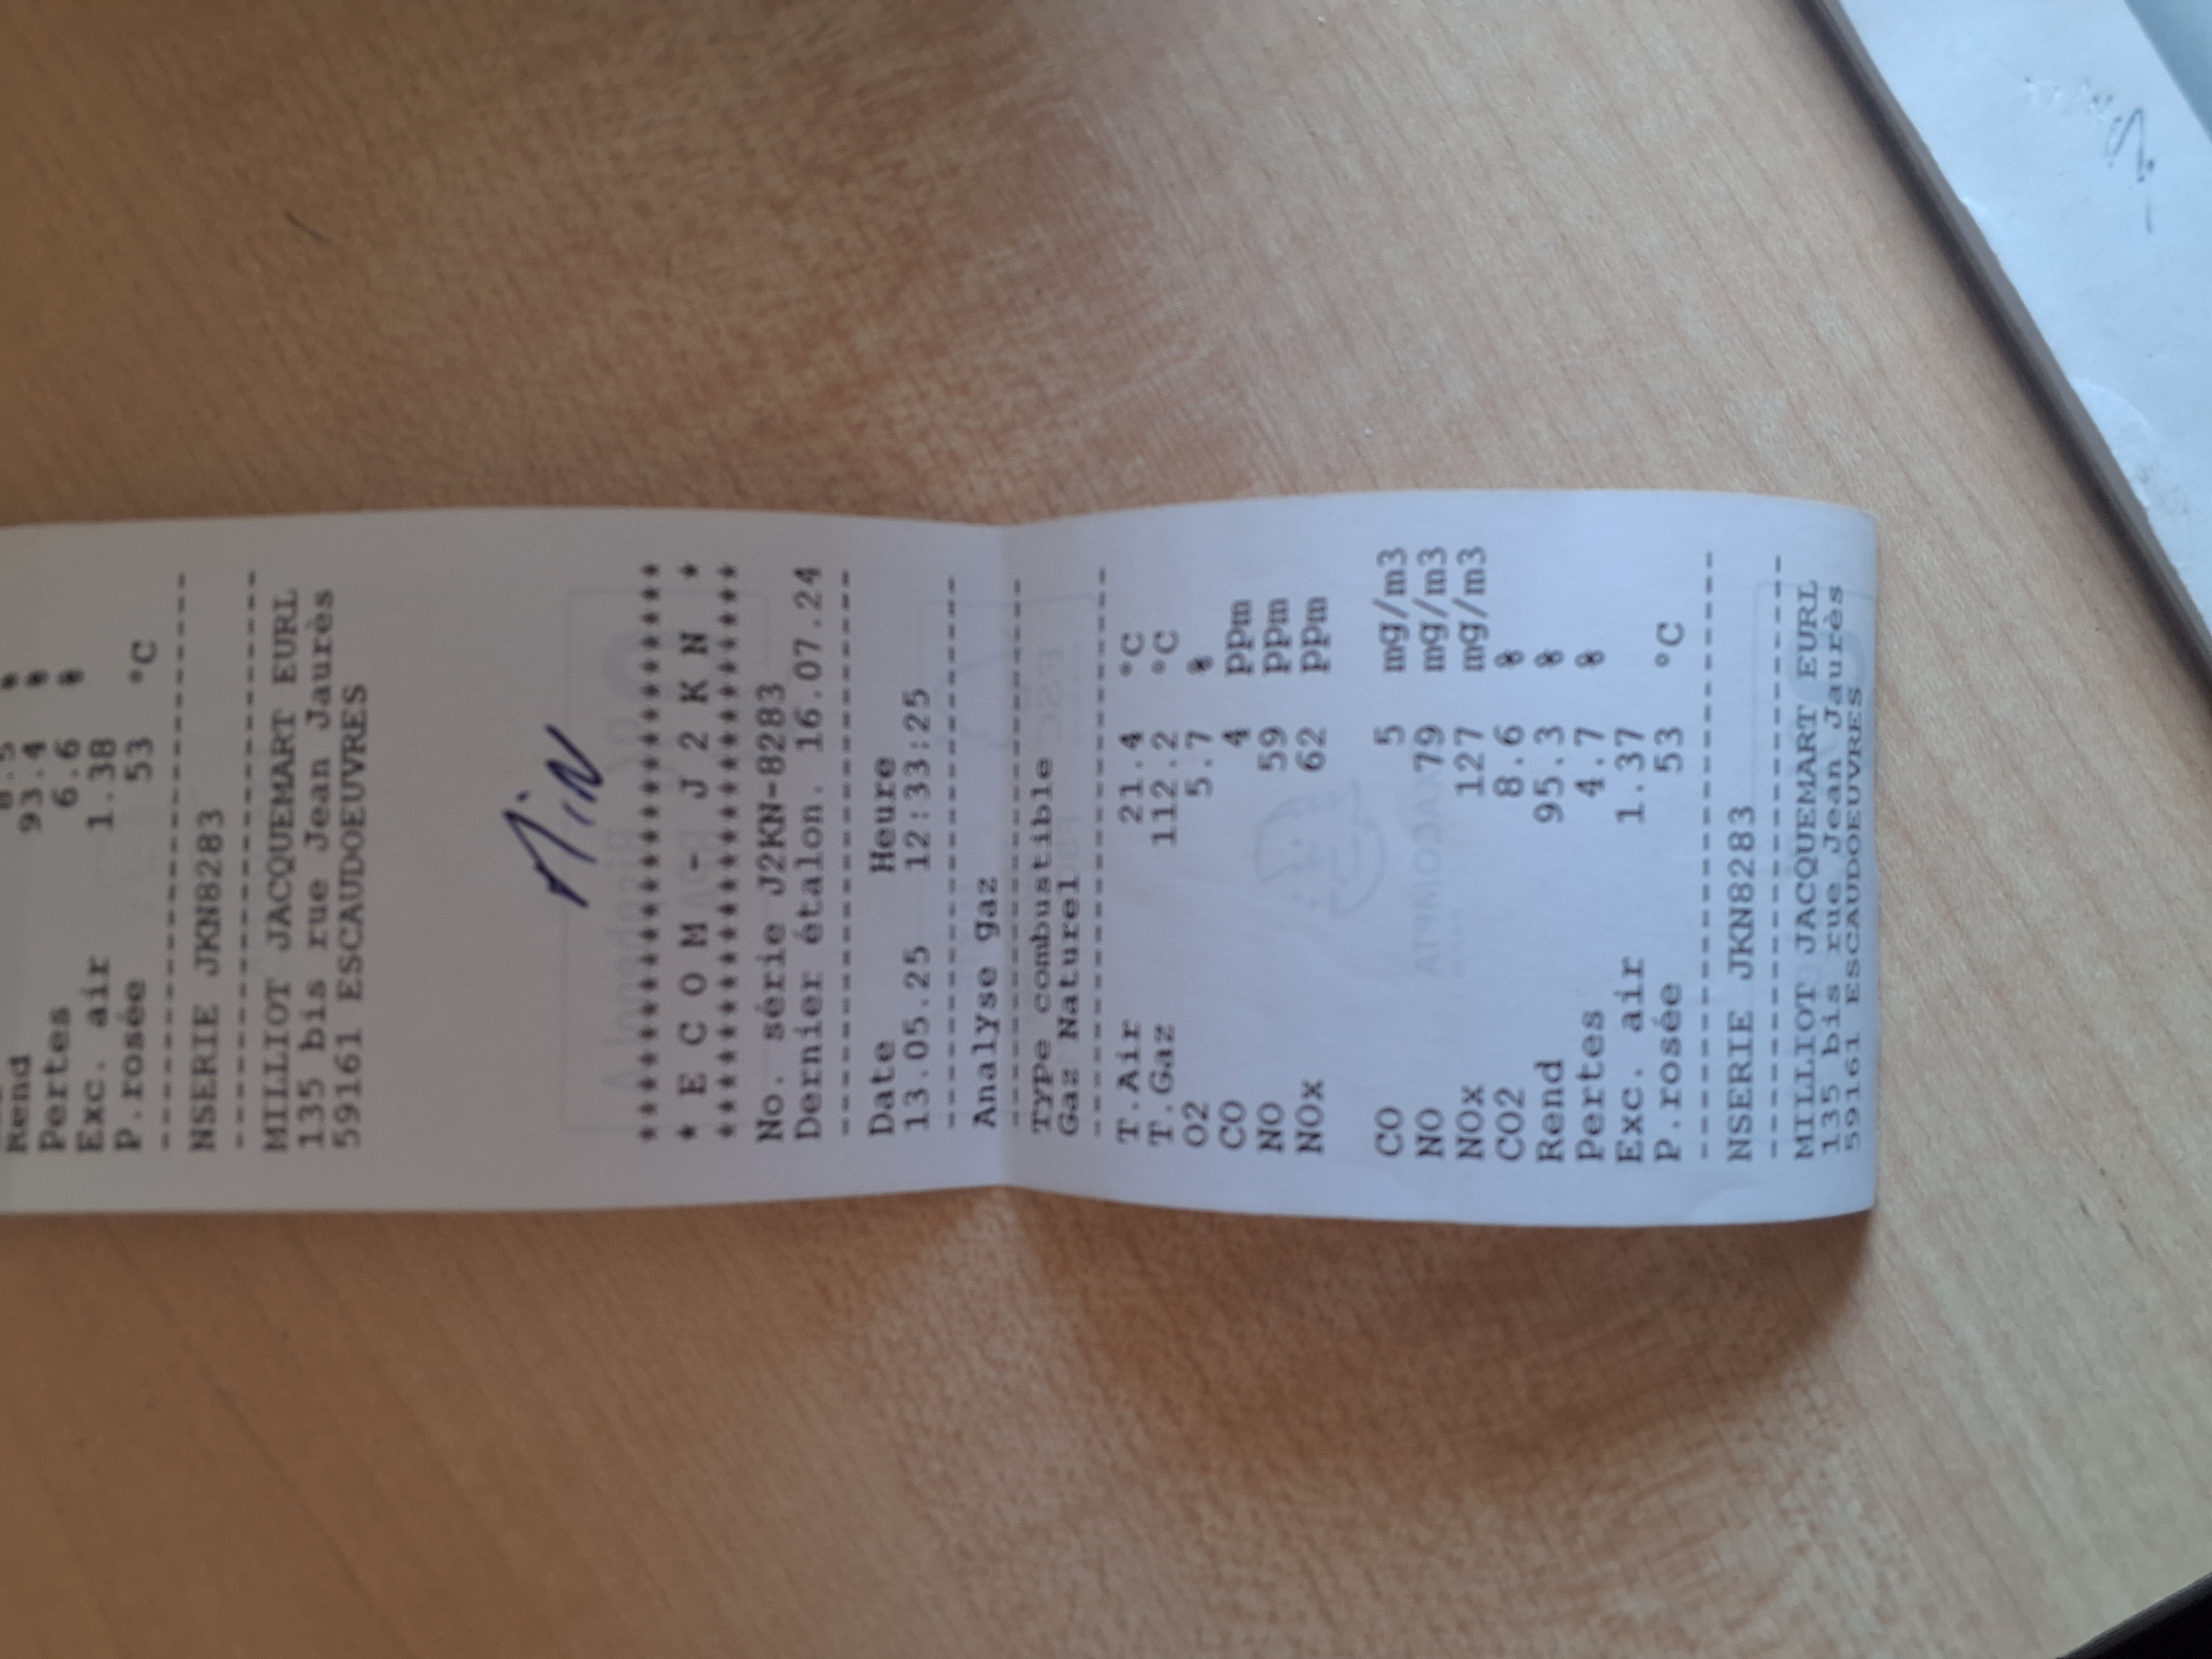 8.5 %
Rend 93.4 %
Pertes 6.6 %
Exc. air 1.38
P.rosée 53 °C
------------------------
NSERIE JKN8283
------------------------
MILLIOT JACQUEMART EURL
135 bis rue Jean Jaurès
59161 ESCAUDOEUVRES
Min
************************
* E C O M - J 2 K N *
************************
No. série J2KN-8283
Dernier étalon. 16.07.24
------------------------
Date Heure
13.05.25 12:33:25
------------------------
Analyse gaz
------------------------
Type combustible
Gaz Naturel
------------------------
T.Air 21.4 °C
T.Gaz 112.2 °C
O2 5.7 %
CO 4 ppm
NO 59 ppm
NOx 62 ppm
CO 5 mg/m3
NO 79 mg/m3
NOx 127 mg/m3
CO2 8.6 %
Rend 95.3 %
Pertes 4.7 %
Exc. air 1.37
P.rosée 53 °C
------------------------
NSERIE JKN8283
------------------------
MILLIOT JACQUEMART EURL
135 bis rue Jean Jaurès
59161 ESCAUDOEUVRES